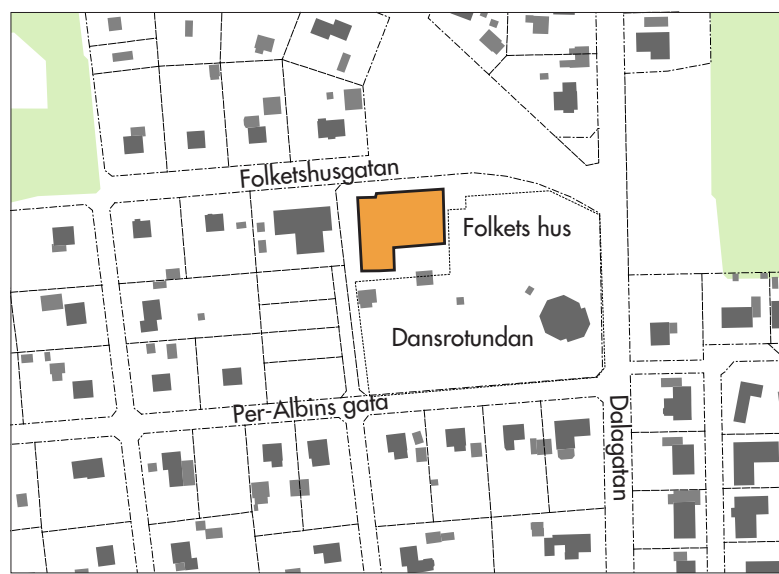 Folketshusgatan
Folkets hus
Dansrotundan
Per-Albins gata
Dalagatan